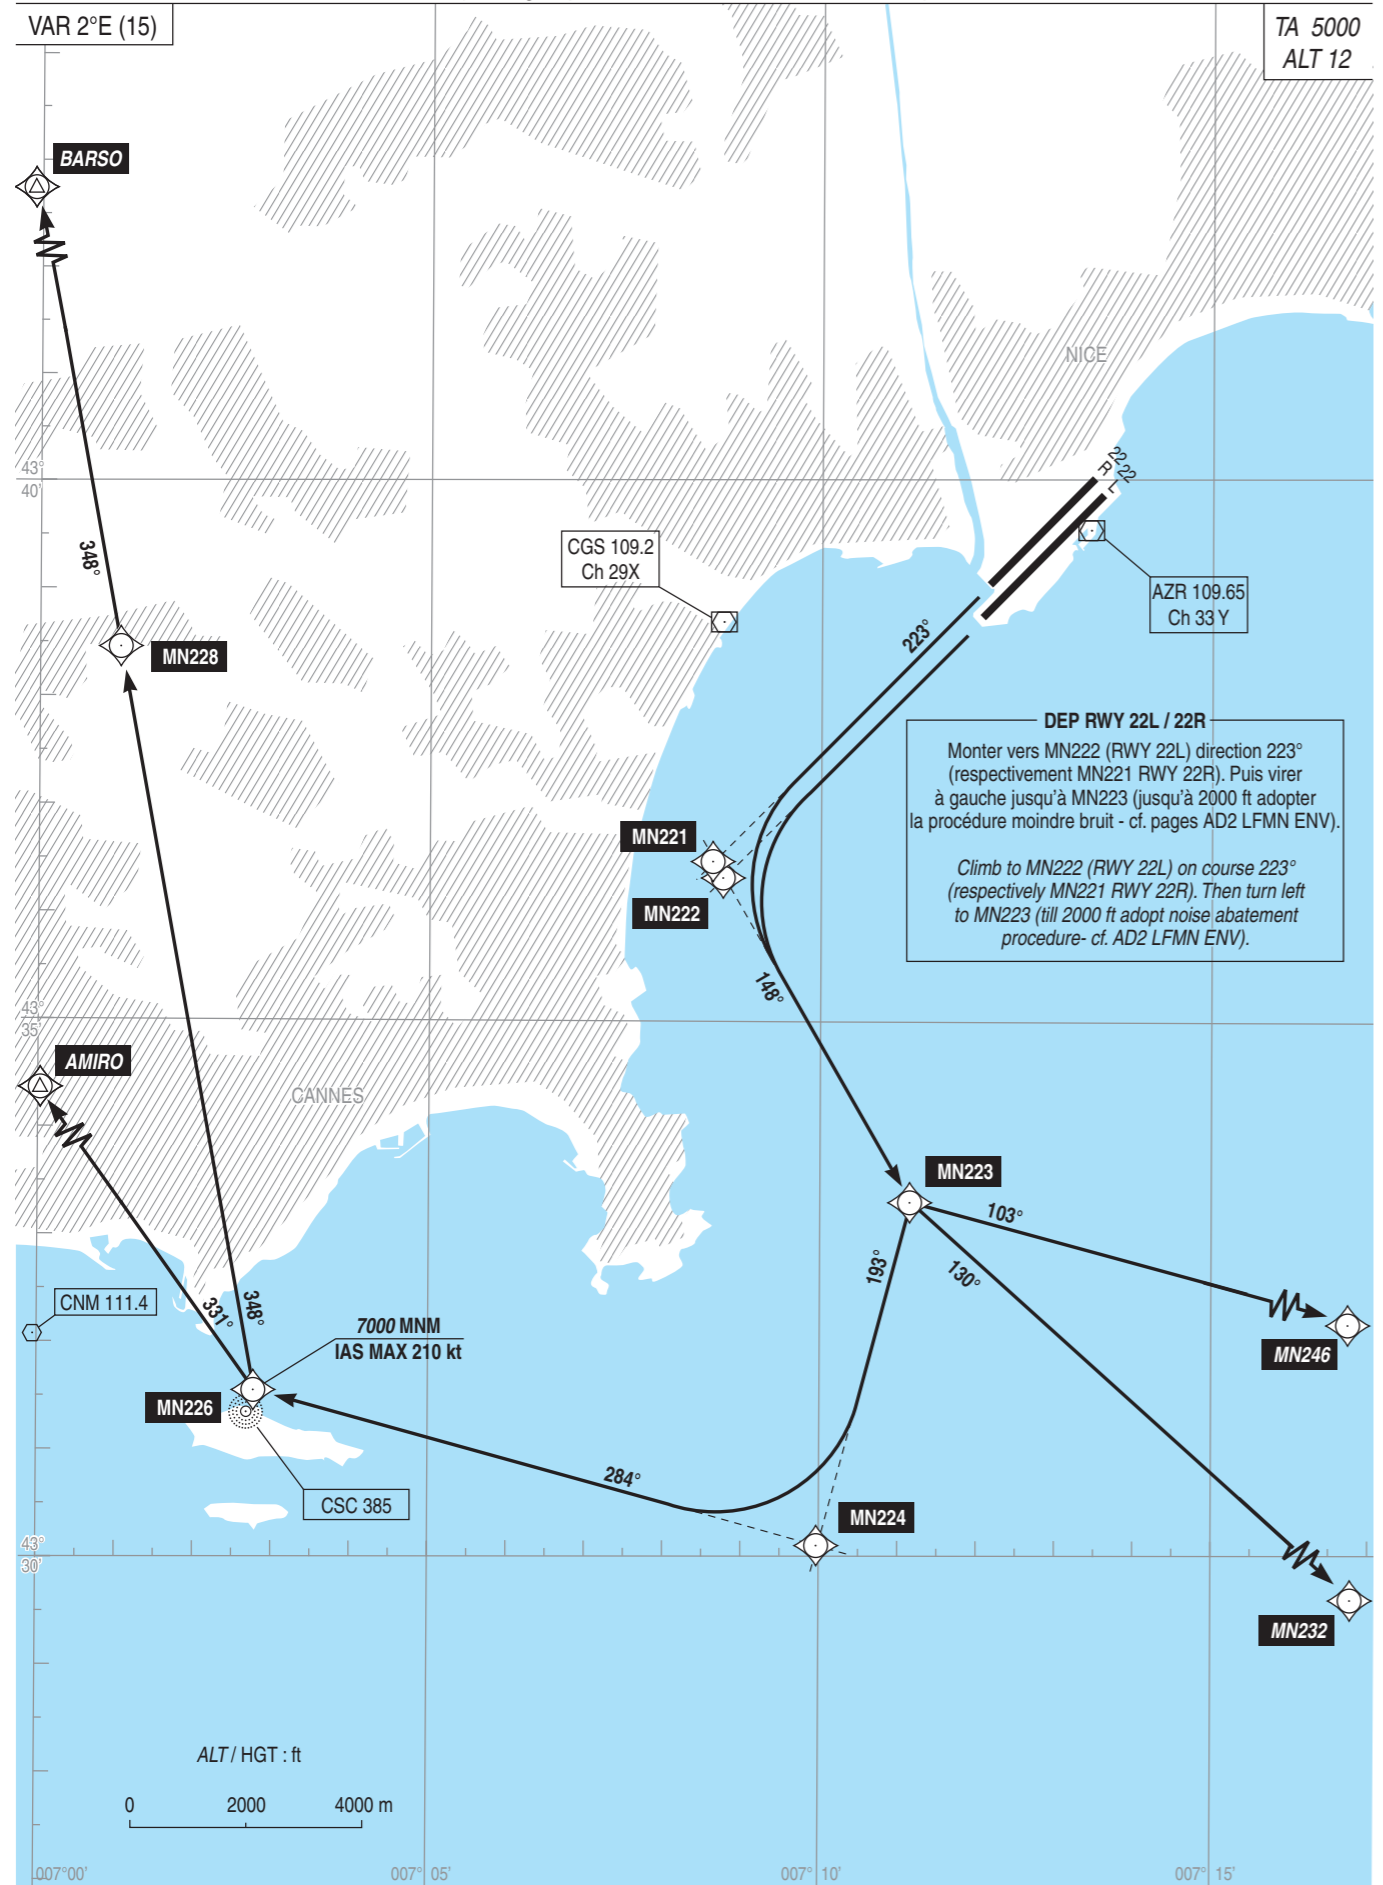 VAR 2°E (15)
TA 5000
ALT 12
BARSO
NICE
43°
40'
22
R
22
L
348°
CGS 109.2
Ch 29X
AZR 109.65
Ch 33 Y
223°
MN228
DEP RWY 22L / 22R
Monter vers MN222 (RWY 22L) direction 223°
(respectivement MN221 RWY 22R). Puis virer
à gauche jusqu'à MN223 (jusqu'à 2000 ft adopter
la procédure moindre bruit - cf. pages AD2 LFMN ENV).
Climb to MN222 (RWY 22L) on course 223°
(respectively MN221 RWY 22R). Then turn left
to MN223 (till 2000 ft adopt noise abatement
procedure- cf. AD2 LFMN ENV).
MN221
MN222
148°
43°
35'
AMIRO
CANNES
MN223
103°
193°
130°
CNM 111.4
331°
348°
7000 MNM
IAS MAX 210 kt
MN246
MN226
284°
CSC 385
MN224
43°
30'
MN232
ALT / HGT : ft
0 2000 4000 m
007° 00' 007° 05' 007° 10' 007° 15'